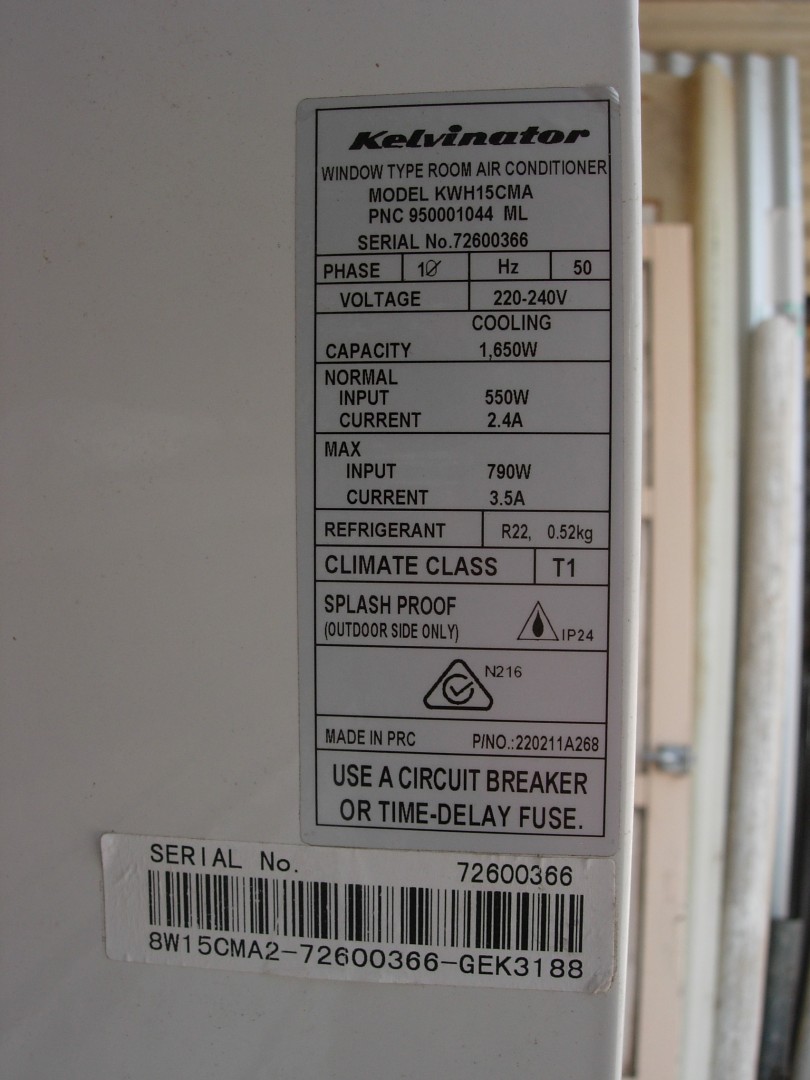 Kelvinator
WINDOW TYPE ROOM AIR CONDITIONER
MODEL KWH15CMA
PNC 950001044 ML
SERIAL No.72600366
PHASE 1Ø Hz 50
VOLTAGE 220-240V
COOLING
CAPACITY 1,650W
NORMAL
INPUT 550W
CURRENT 2.4A
MAX
INPUT 790W
CURRENT 3.5A
REFRIGERANT R22, 0.52kg
CLIMATE CLASS T1
SPLASH PROOF
(OUTDOOR SIDE ONLY) IP24
N216
MADE IN PRC P/NO.:220211A268
USE A CIRCUIT BREAKER
OR TIME-DELAY FUSE.
SERIAL No. 72600366
8W15CMA2-72600366-GEK3188